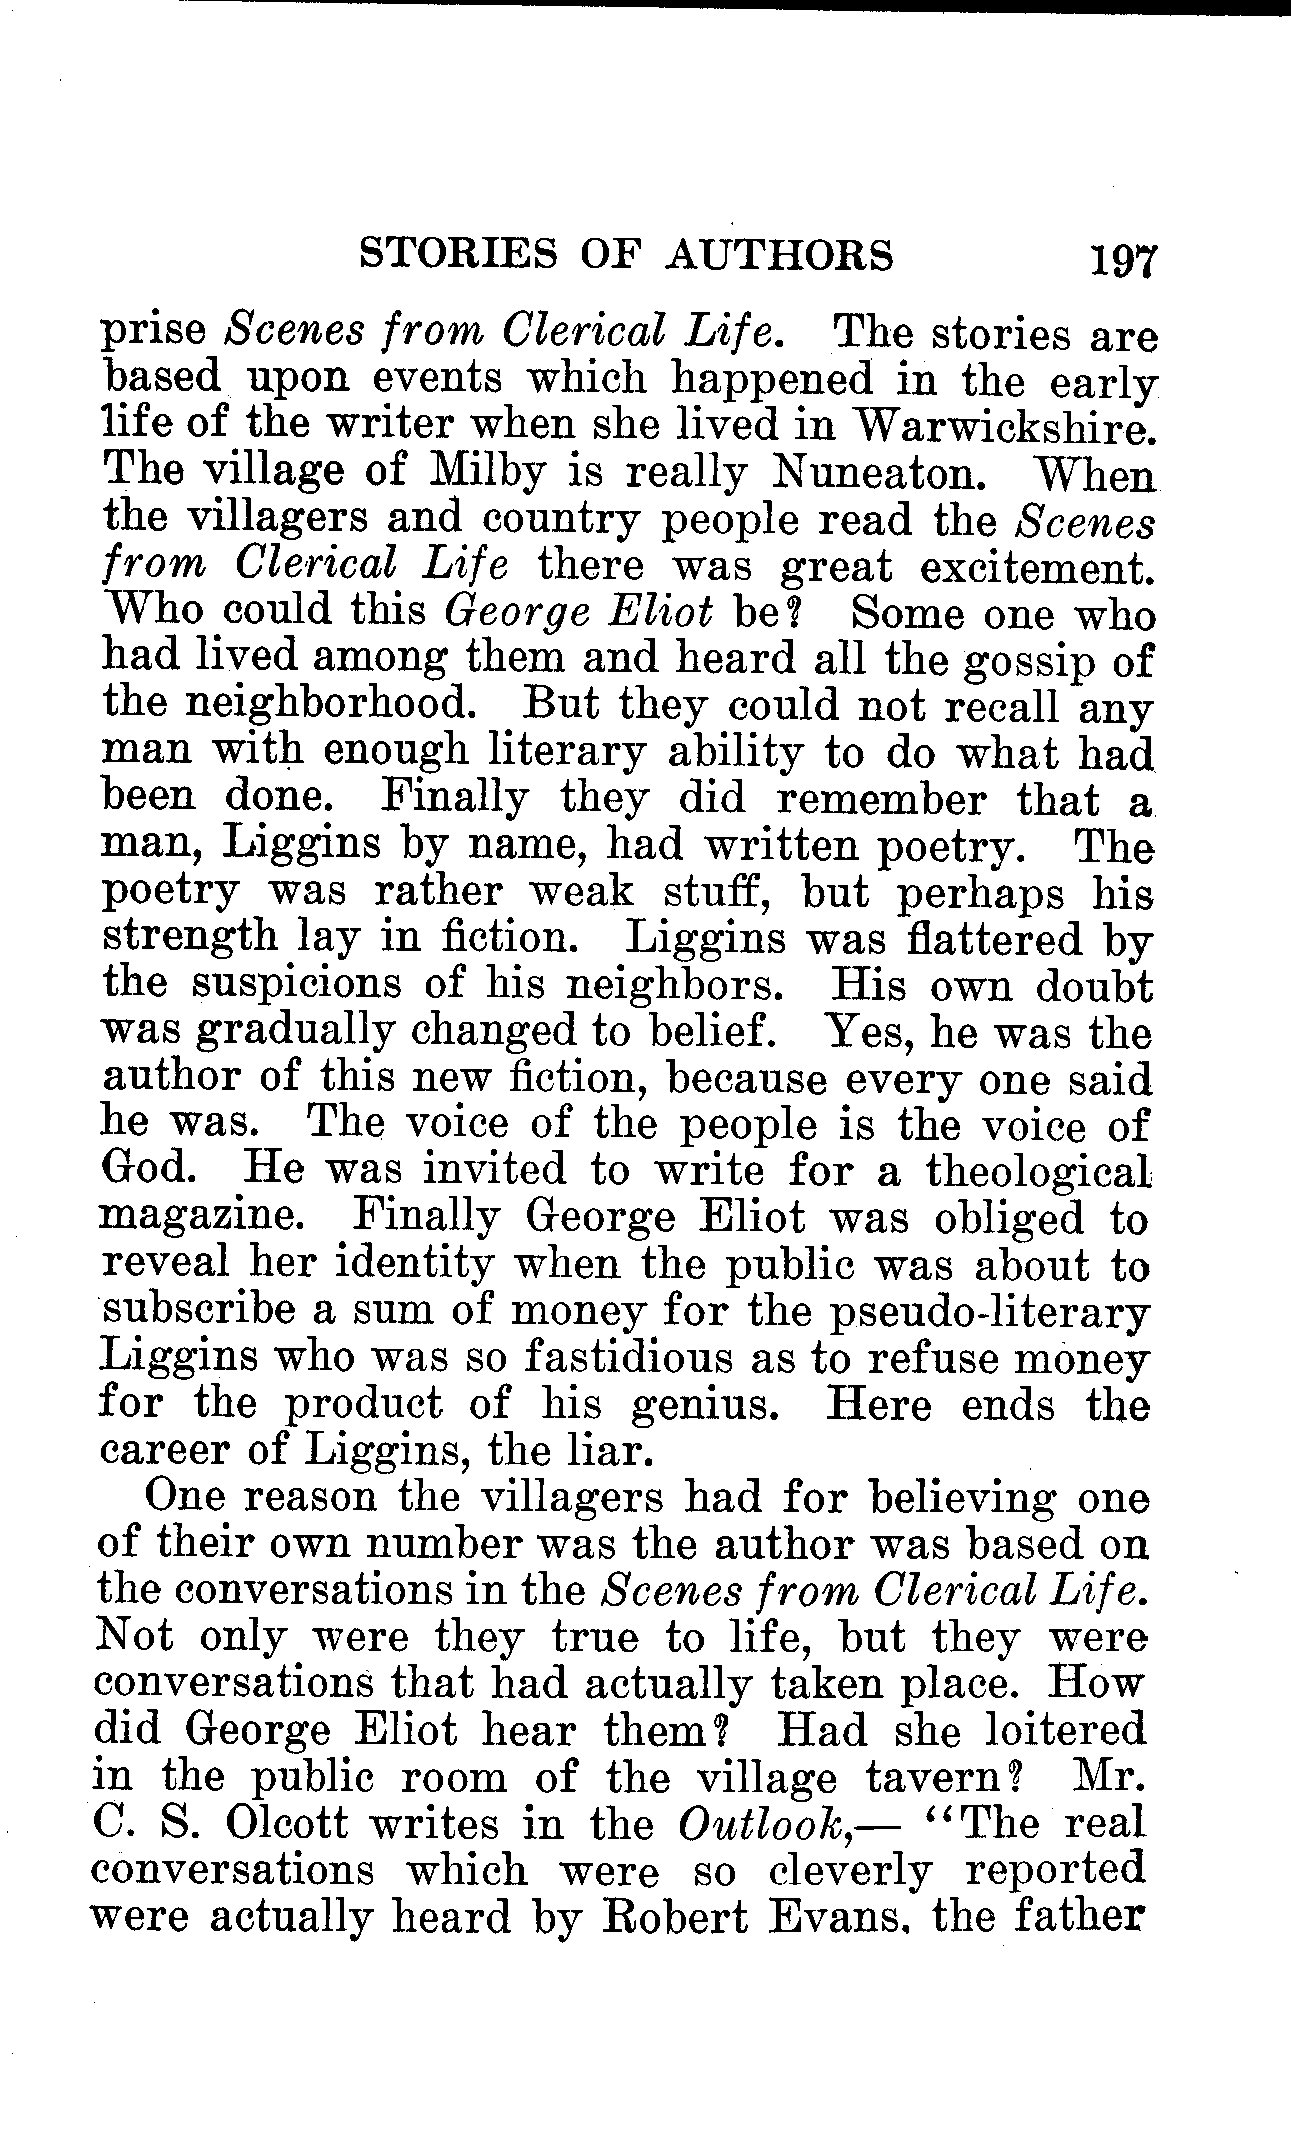 STORIES OF AUTHORS 197
prise Scenes from Clerical Life. The stories are
based upon events which happened in the early
life of the writer when she lived in Warwickshire.
The village of Milby is really Nuneaton. When
the villagers and country people read the Scenes
from Clerical Life there was great excitement.
Who could this George Eliot be? Some one who
had lived among them and heard all the gossip of
the neighborhood. But they could not recall any
man with enough literary ability to do what had
been done. Finally they did remember that a
man, Liggins by name, had written poetry. The
poetry was rather weak stuff, but perhaps his
strength lay in fiction. Liggins was flattered by
the suspicions of his neighbors. His own doubt
was gradually changed to belief. Yes, he was the
author of this new fiction, because every one said
he was. The voice of the people is the voice of
God. He was invited to write for a theological
magazine. Finally George Eliot was obliged to
reveal her identity when the public was about to
subscribe a sum of money for the pseudo-literary
Liggins who was so fastidious as to refuse money
for the product of his genius. Here ends the
career of Liggins, the liar.
One reason the villagers had for believing one
of their own number was the author was based on
the conversations in the Scenes from Clerical Life.
Not only were they true to life, but they were
conversations that had actually taken place. How
did George Eliot hear them? Had she loitered
in the public room of the village tavern? Mr.
C. S. Olcott writes in the Outlook,— "The real
conversations which were so cleverly reported
were actually heard by Robert Evans, the father